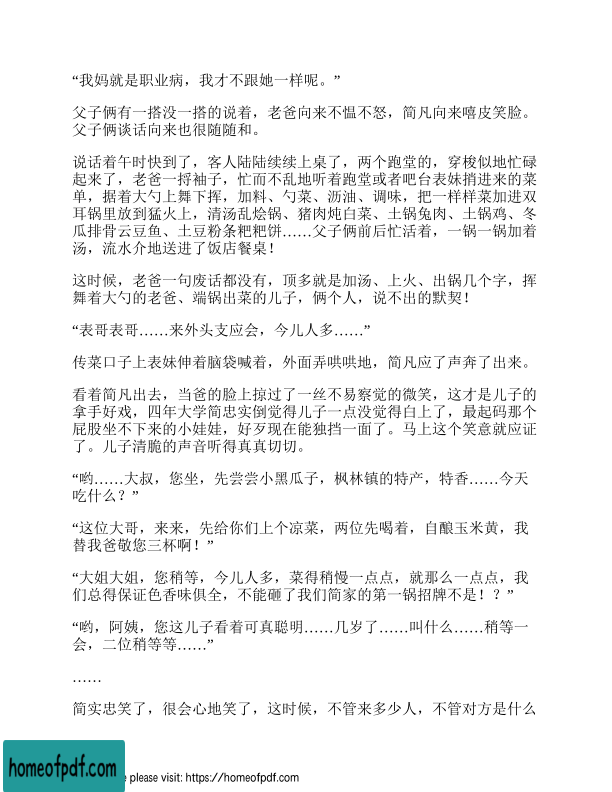 “我妈就是职业病，我才不跟她一样呢。”
父子俩有一搭没一搭的说着，老爸向来不愠不怒，简凡向来嘻皮笑脸。
父子俩谈话向来也很随随和。
说话着午时快到了，客人陆陆续续上桌了，两个跑堂的，穿梭似地忙碌
起来了，老爸一捋袖子，忙而不乱地听着跑堂或者吧台表妹捎进来的菜
单，据着大勺上舞下挥，加料、勺菜、沥油、调味，把一样样菜加进双
耳锅里放到猛火上，清汤乱烩锅、猪肉炖白菜、土锅兔肉、土锅鸡、冬
瓜排骨云豆鱼、土豆粉条粑粑饼……父子俩前后忙活着，一锅一锅加着
汤，流水介地送进了饭店餐桌！
这时候，老爸一句废话都没有，顶多就是加汤、上火、出锅几个字，挥
舞着大勺的老爸、端锅出菜的儿子，俩个人，说不出的默契！
“表哥表哥……来外头支应会，今儿人多……”
传菜口子上表妹伸着脑袋喊着，外面弄哄哄地，简凡应了声奔了出来。
看着简凡出去，当爸的脸上掠过了一丝不易察觉的微笑，这才是儿子的
拿手好戏，四年大学简忠实倒觉得儿子一点没觉得白上了，最起码那个
屁股坐不下来的小娃娃，好歹现在能独挡一面了。马上这个笑意就应证
了。儿子清脆的声音听得真真切切。
“哟……大叔，您坐，先尝尝小黑瓜子，枫林镇的特产，特香……今天
吃什么？”
“这位大哥，来来，先给你们上个凉菜，两位先喝着，自酿玉米黄，我
替我爸敬您三杯啊！”
“大姐大姐，您稍等，今儿人多，菜得稍慢一点点，就那么一点点，我
们总得保证色香味俱全，不能砸了我们简家的第一锅招牌不是！？”
“哟，阿姨，您这儿子看着可真聪明……几岁了……叫什么……稍等一
会，二位稍等等……”
……
简实忠笑了，很会心地笑了，这时候，不管来多少人，不管对方是什么
homeofpdf.com
e please visit: https://homeofpdf.com